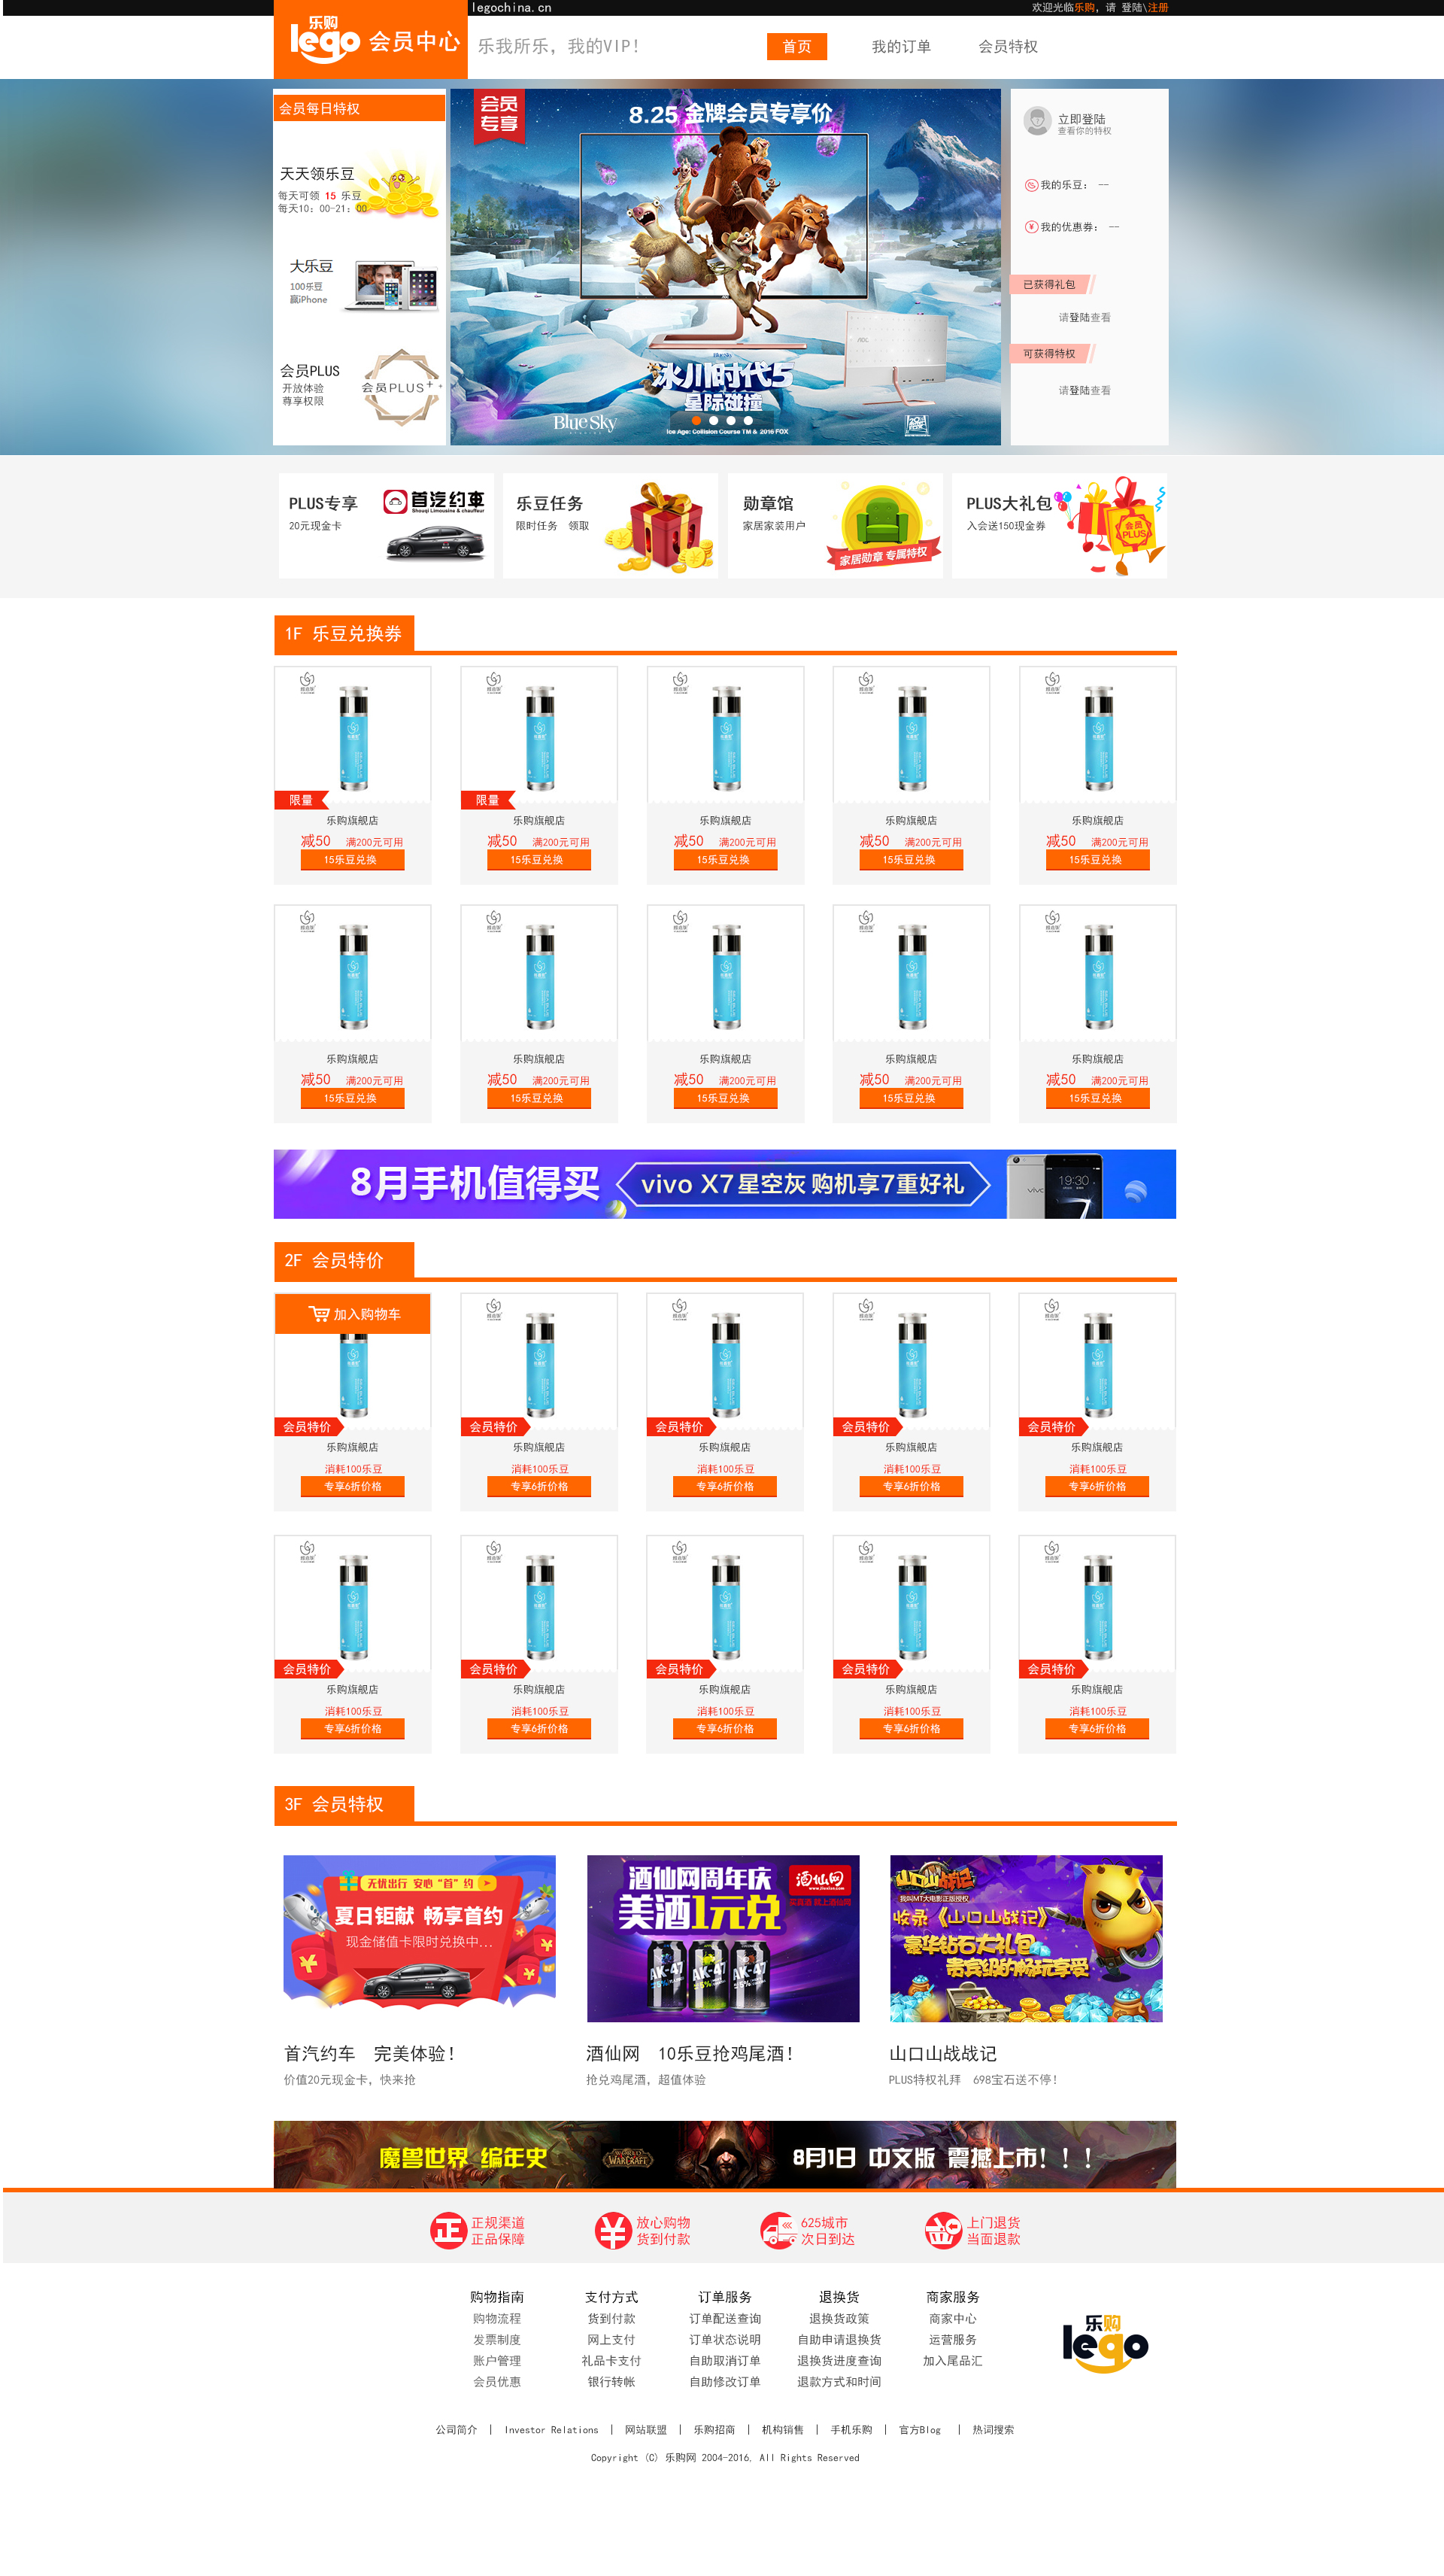 legochina.cn
欢迎光临乐购，请 登陆\注册
乐购
lego 会员中心
乐我所乐，我的VIP！
首页 我的订单 会员特权
会员每日特权
天天领乐豆
每天可领 15 乐豆
每天10：00-21：00
大乐豆
100乐豆
赢iPhone
会员PLUS
开放体验
尊享权限
会员PLUS
会员
专享
8.25 金牌会员专享价
AOC
BlueSky
冰川时代5
星际碰撞
BlueSky
STUDIOS
Ice Age: Collision Course TM & 2016 FOX
立即登陆
查看你的特权
我的乐豆： --
我的优惠券： --
已获得礼包
请登陆查看
可获得特权
请登陆查看
PLUS专享
20元现金卡
首汽约车
Shouqi Limousine & chauffeur
乐豆任务
限时任务 领取
勋章馆
家居家装用户
家居勋章 专属特权
PLUS大礼包
入会送150现金券
会员
PLUS
1F 乐豆兑换券
限量 限量
乐购旗舰店 乐购旗舰店 乐购旗舰店 乐购旗舰店 乐购旗舰店
减50 满200元可用 减50 满200元可用 减50 满200元可用 减50 满200元可用 减50 满200元可用
15乐豆兑换 15乐豆兑换 15乐豆兑换 15乐豆兑换 15乐豆兑换
乐购旗舰店 乐购旗舰店 乐购旗舰店 乐购旗舰店 乐购旗舰店
减50 满200元可用 减50 满200元可用 减50 满200元可用 减50 满200元可用 减50 满200元可用
15乐豆兑换 15乐豆兑换 15乐豆兑换 15乐豆兑换 15乐豆兑换
8月手机值得买 vivo X7星空灰 购机享7重好礼
vivo 19:30 7
2F 会员特价
加入购物车
会员特价 会员特价 会员特价 会员特价 会员特价
乐购旗舰店 乐购旗舰店 乐购旗舰店 乐购旗舰店 乐购旗舰店
消耗100乐豆 消耗100乐豆 消耗100乐豆 消耗100乐豆 消耗100乐豆
专享6折价格 专享6折价格 专享6折价格 专享6折价格 专享6折价格
会员特价 会员特价 会员特价 会员特价 会员特价
乐购旗舰店 乐购旗舰店 乐购旗舰店 乐购旗舰店 乐购旗舰店
消耗100乐豆 消耗100乐豆 消耗100乐豆 消耗100乐豆 消耗100乐豆
专享6折价格 专享6折价格 专享6折价格 专享6折价格 专享6折价格
3F 会员特权
无忧出行 安心“首”约
夏日钜献 畅享首约
现金储值卡限时兑换中...
酒仙网周年庆
美酒1元兑
酒仙网
www.jiuxian.com
买真酒 就上酒仙网
AK-47 AK-47 AK-47
山口山战记
我叫MT大电影正版授权
收录《山口山战记》
豪华钻石大礼包
贵宾级的畅玩享受
首汽约车 完美体验！
价值20元现金卡，快来抢
酒仙网 10乐豆抢鸡尾酒！
抢兑鸡尾酒，超值体验
山口山战战记
PLUS特权礼拜 698宝石送不停！
魔兽世界 编年史 WORLD WARCRAFT 8月1日 中文版 震撼上市！！！
正 正规渠道
正品保障
¥ 放心购物
货到付款
625城市
次日到达
上门退货
当面退款
购物指南 支付方式 订单服务 退换货 商家服务
购物流程 货到付款 订单配送查询 退换货政策 商家中心
发票制度 网上支付 订单状态说明 自助申请退换货 运营服务
账户管理 礼品卡支付 自助取消订单 退换货进度查询 加入尾品汇
会员优惠 银行转帐 自助修改订单 退款方式和时间
乐购
lego
公司简介 | Investor Relations | 网站联盟 | 乐购招商 | 机构销售 | 手机乐购 | 官方Blog | 热词搜索
Copyright (C) 乐购网 2004-2016, All Rights Reserved